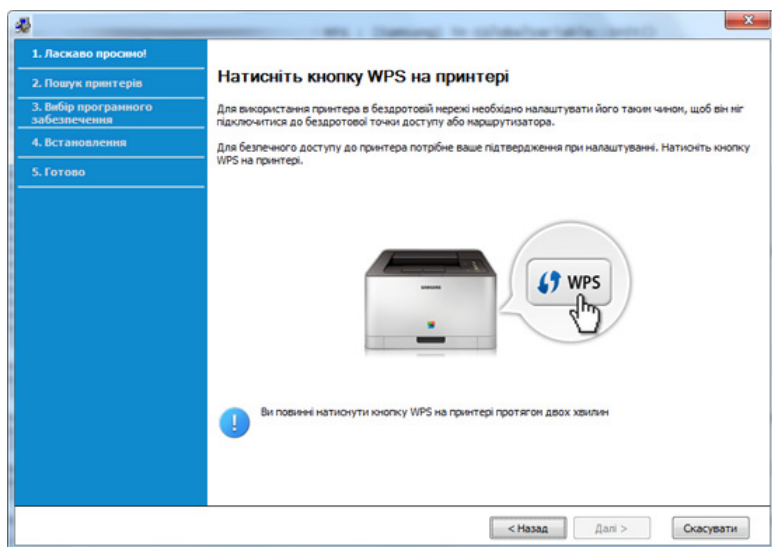 1. Ласкаво просимо!
2. Пошук принтерів
3. Вибір програмного
забезпечення
4. Встановлення
5. Готово
Натисніть кнопку WPS на принтері
Для використання принтера в бездротовій мережі необхідно налаштувати його таким чином, щоб він міг
підключитися до бездротової точки доступу або маршрутизатора.
Для безпечного доступу до принтера потрібне ваше підтвердження при налаштуванні. Натисніть кнопку
WPS на принтері.
SAMSUNG
WPS
Ви повинні натиснути кнопку WPS на принтері протягом двох хвилин
< Назад
Далі >
Скасувати